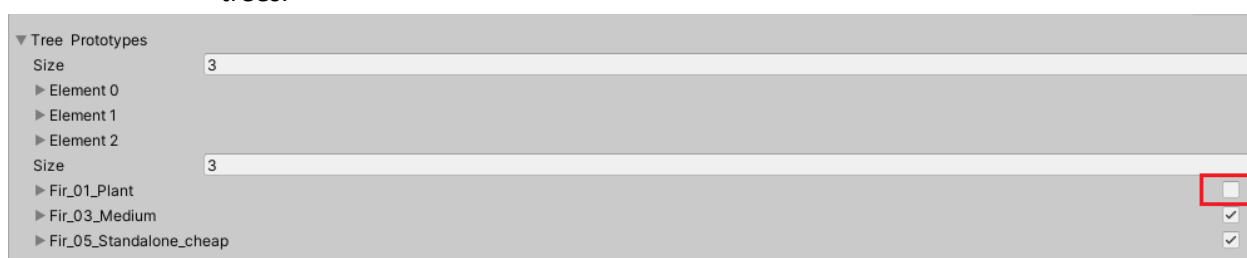 Tree Prototypes
Size 3
Element 0
Element 1
Element 2
Size 3
Fir_01_Plant
Fir_03_Medium
Fir_05_Standalone_cheap